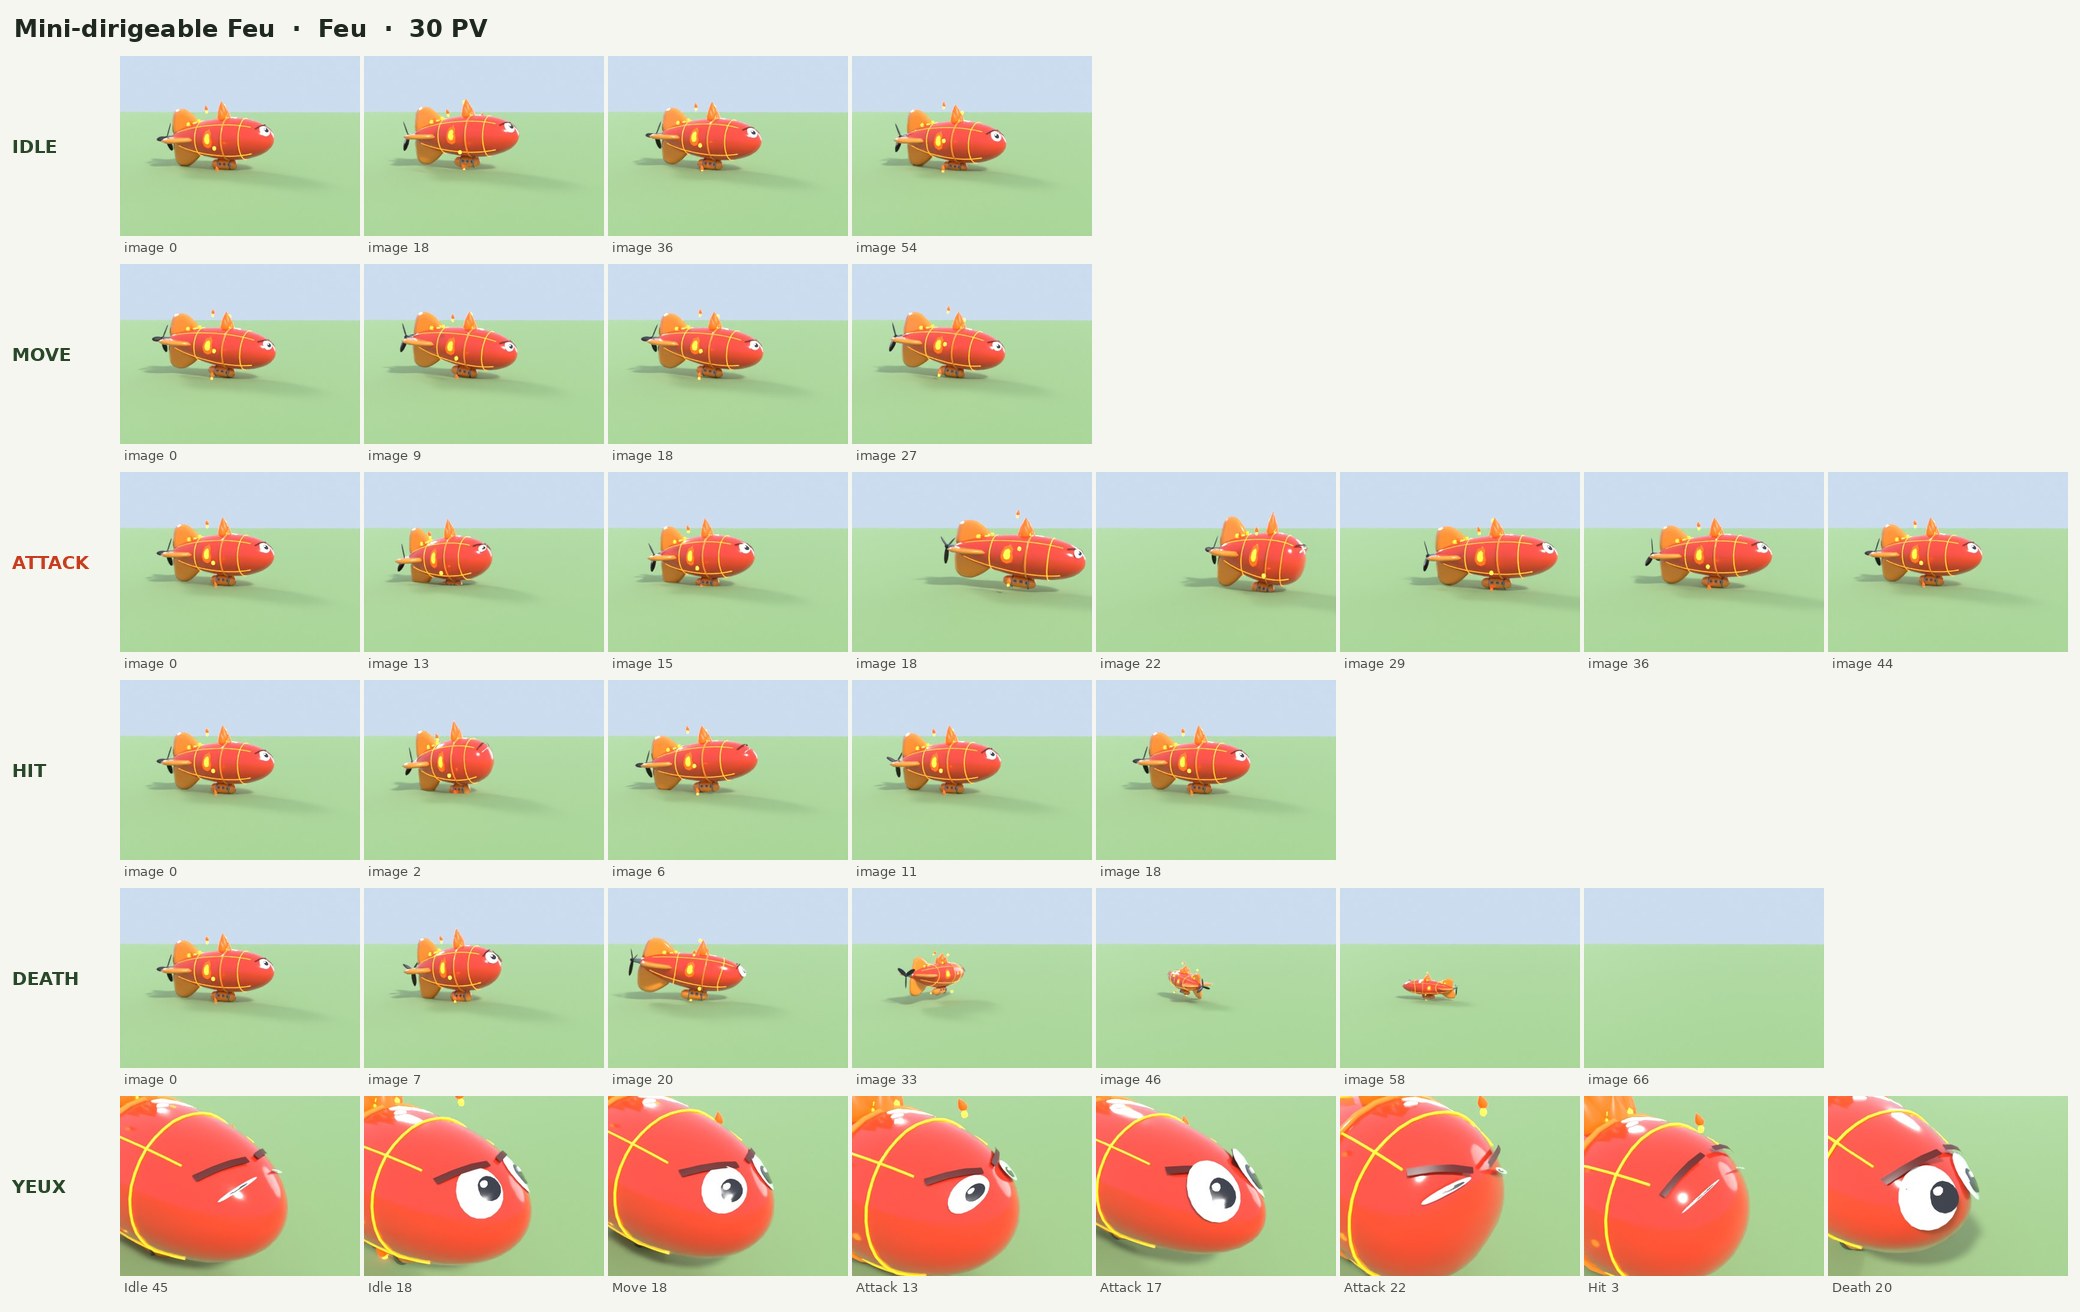 Mini-dirigeable Feu · Feu · 30 PV
IDLE
image 0 image 18 image 36 image 54
MOVE
image 0 image 9 image 18 image 27
ATTACK
image 0 image 13 image 15 image 18 image 22 image 29 image 36 image 44
HIT
image 0 image 2 image 6 image 11 image 18
DEATH
image 0 image 7 image 20 image 33 image 46 image 58 image 66
YEUX
Idle 45 Idle 18 Move 18 Attack 13 Attack 17 Attack 22 Hit 3 Death 20